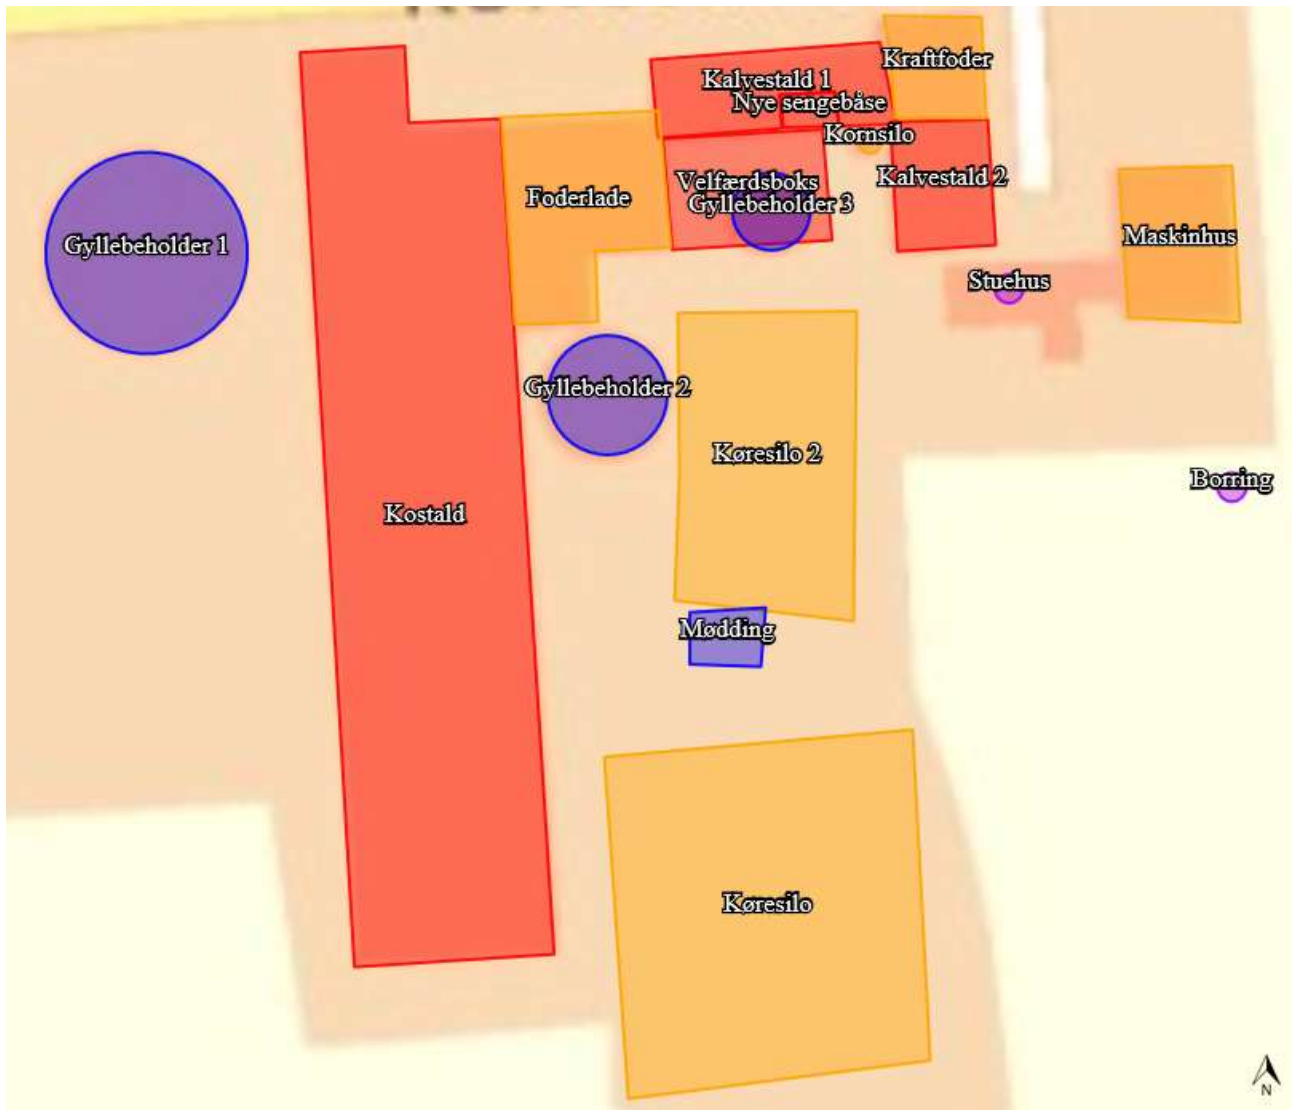 Kraftfoder
Kalvestald 1
Nye sengebåse
Kornsilo
Kalvestald 2
Velfærdsboks
Foderlade
Gyllebeholder 3
Maskinhus
Gyllebeholder 1
Stuehus
Gyllebeholder 2
Køresilo 2
Borring
Kostald
Mødding
Køresilo
N